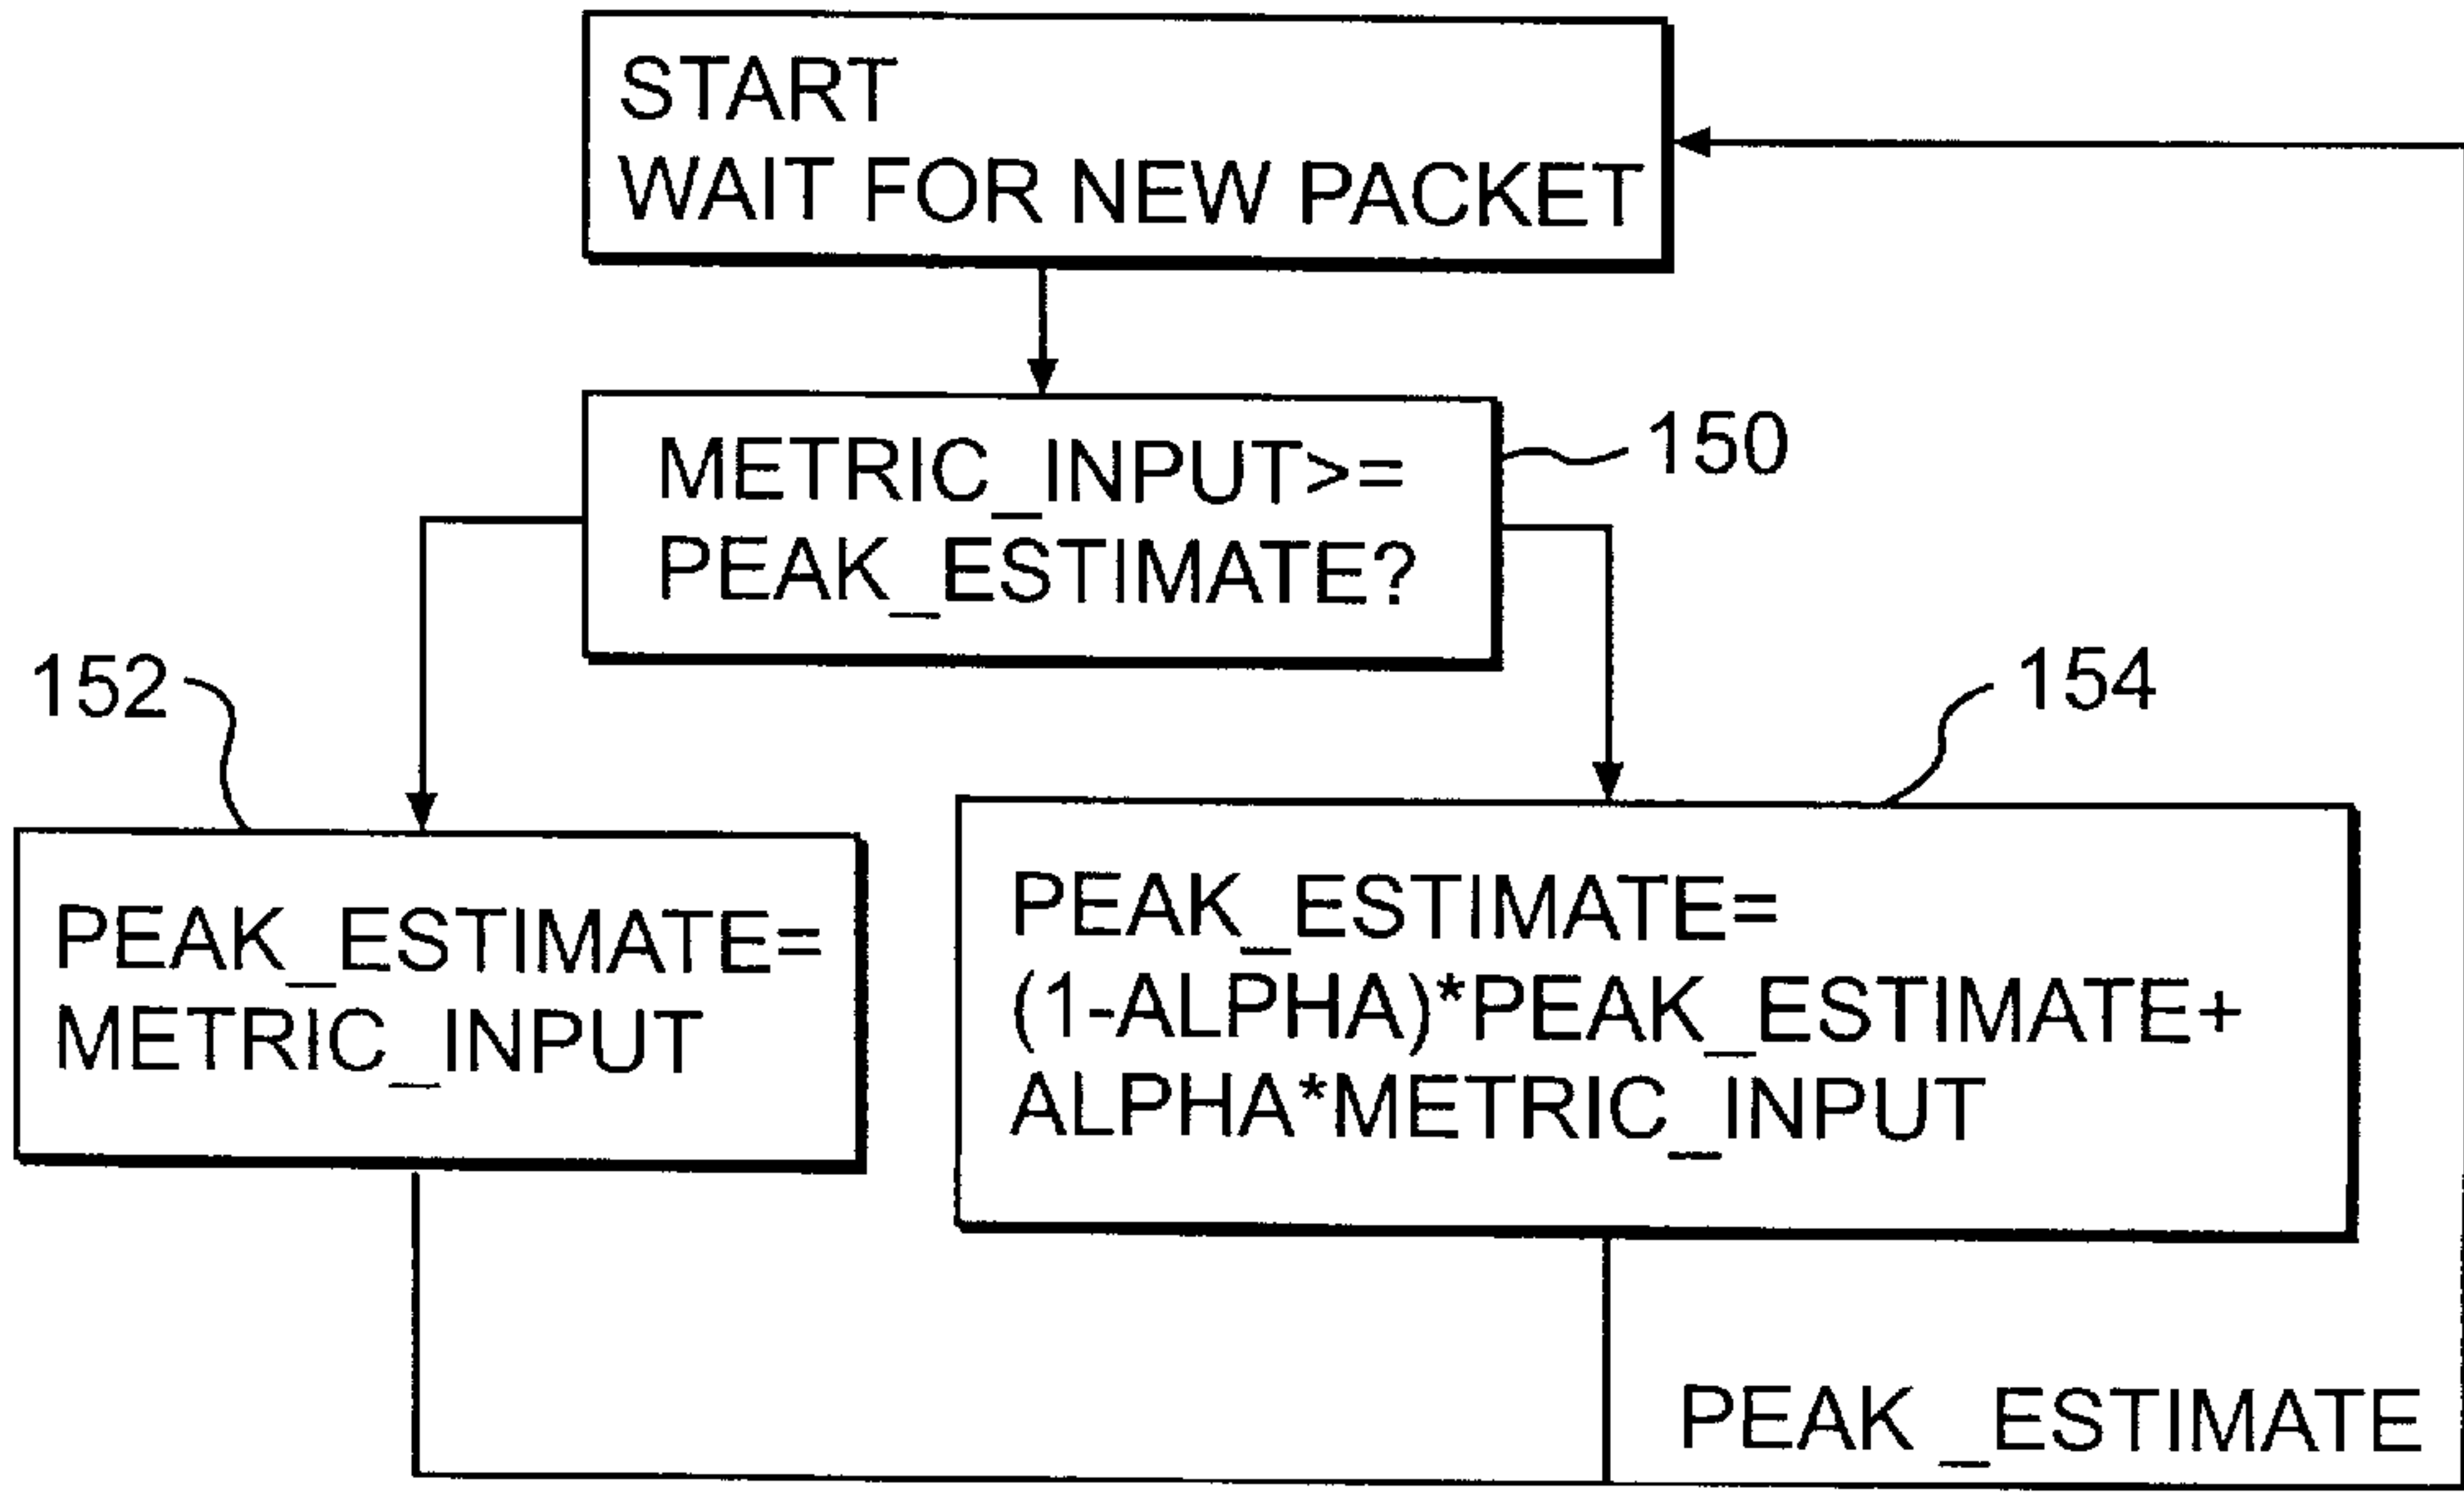 START
WAIT FOR NEW PACKET
METRIC_INPUT>=
PEAK_ESTIMATE?
150
152
154
PEAK_ESTIMATE=
METRIC_INPUT
PEAK_ESTIMATE=
(1-ALPHA)*PEAK_ESTIMATE+
ALPHA*METRIC_INPUT
PEAK _ESTIMATE